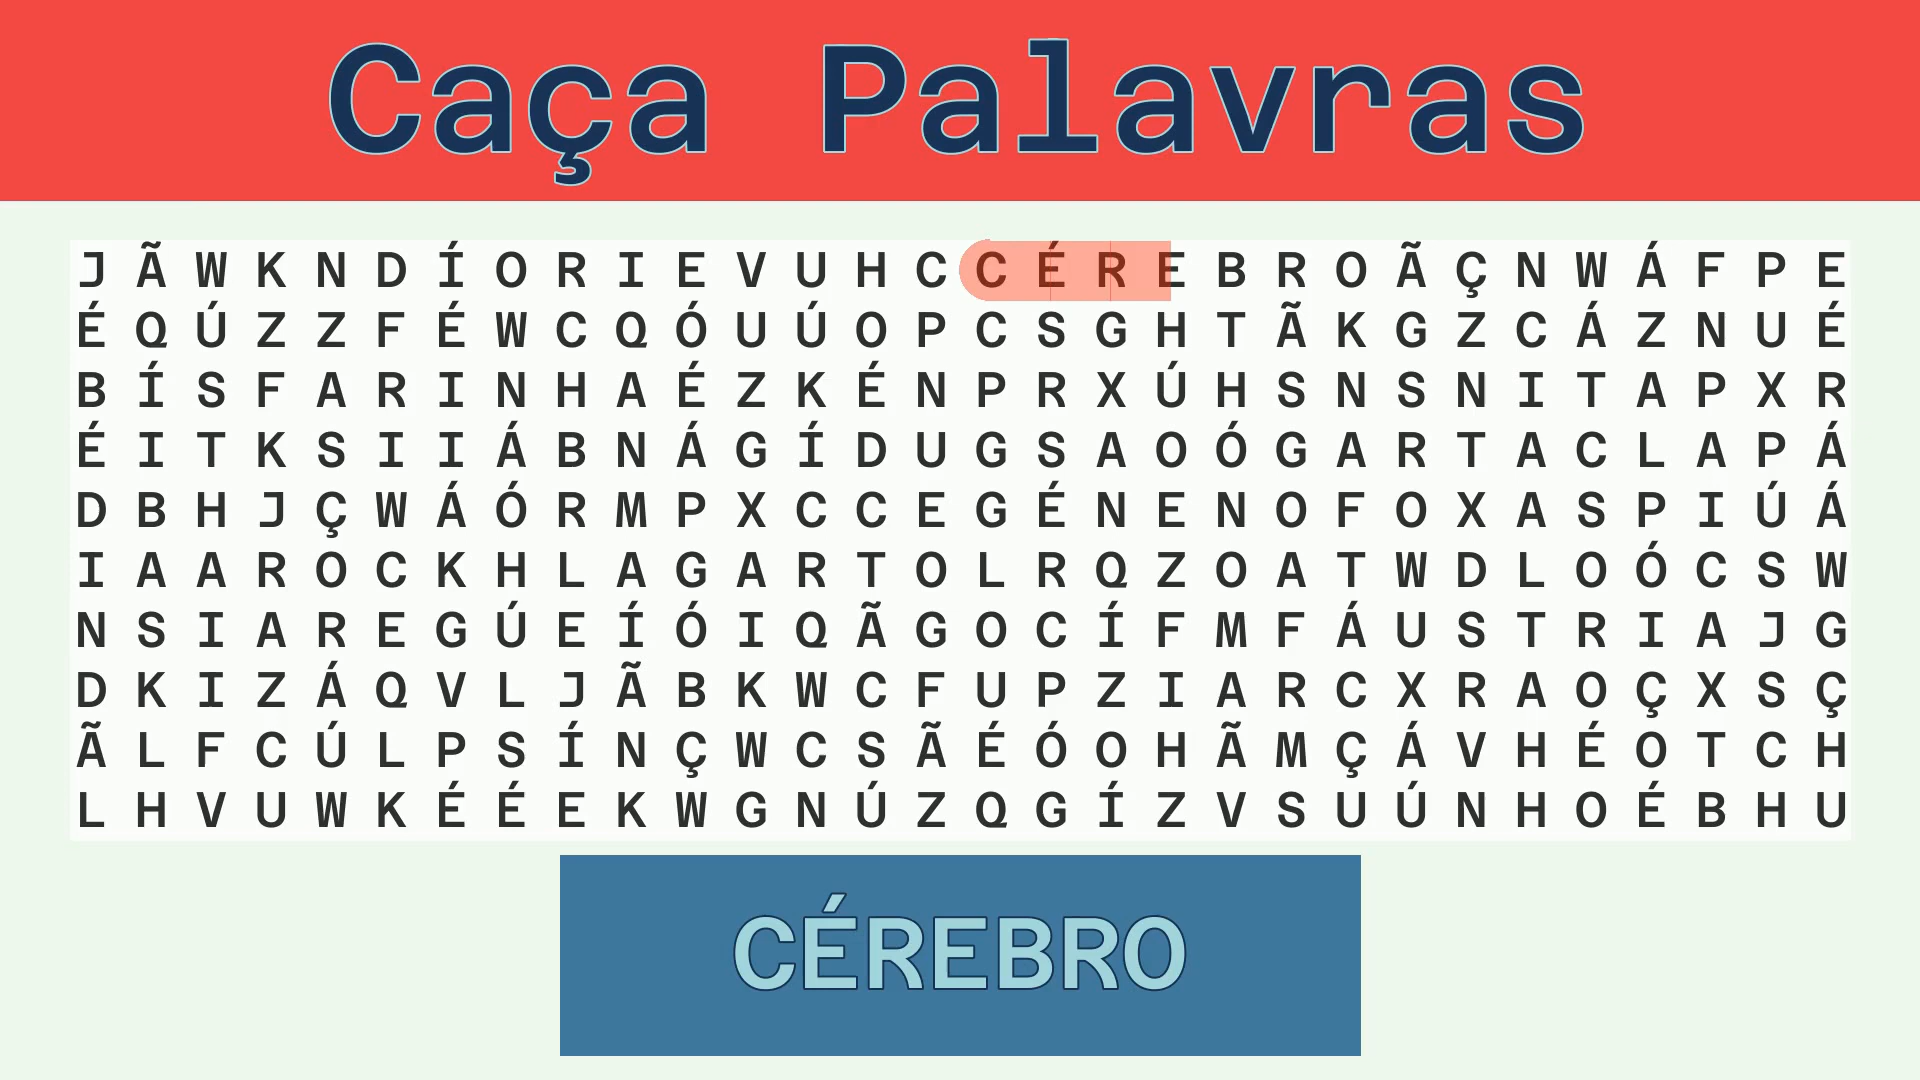 Caça Palavras
J Ã W K N D Í O R I E V U H C C É R E B R O Ã Ç N W Á F P E
É Q Ú Z Z F É W C Q Ó U Ú O P C S G H T Ã K G Z C Á Z N U É
B Í S F A R I N H A É Z K É N P R X Ú H S N S N I T A P X R
É I T K S I I Á B N Á G Í D U G S A O Ó G A R T A C L A P Á
D B H J Ç W Á Ó R M P X C C E G É N E N O F O X A S P I Ú Á
I A A R O C K H L A G A R T O L R Q Z O A T W D L O Ó C S W
N S I A R E G Ú E Í Ó I Q Ã G O C Í F M F Á U S T R I A J G
D K I Z Á Q V L J Ã B K W C F U P Z I A R C X R A O Ç X S Ç
Ã L F C Ú L P S Í N Ç W C S Ã É Ó O H Ã M Ç Á V H É O T C H
L H V U W K É É E K W G N Ú Z Q G Í Z V S U Ú N H O É B H U
CÉREBRO